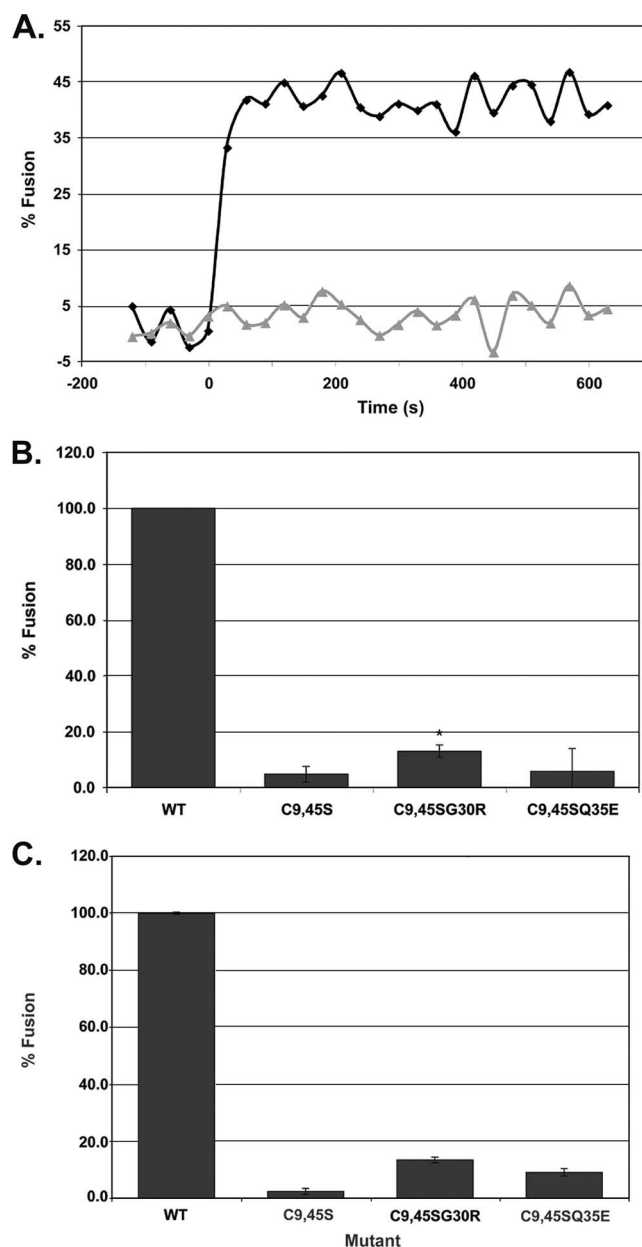 A.
55
45
35
25
15
5
-5
% Fusion
-200 0 200 400 600
Time (s)
B.
120.0
100.0
80.0
60.0
40.0
20.0
0.0
% Fusion
*
WT C9,45S C9,45SG30R C9,45SQ35E
C.
120.0
100.0
80.0
60.0
40.0
20.0
0.0
% Fusion
WT C9,45S C9,45SG30R C9,45SQ35E
Mutant